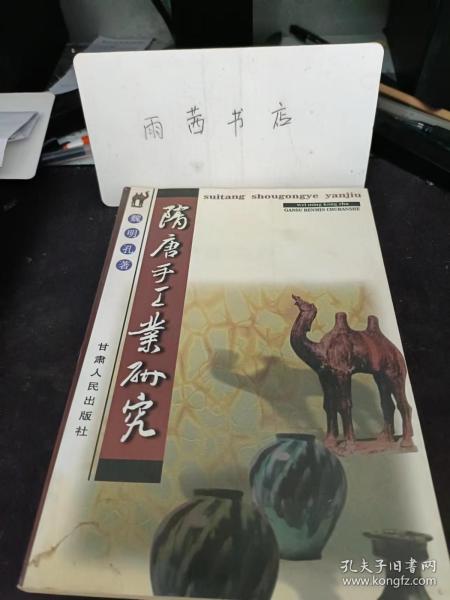 雨茜书店
suitang shougongye yanjiu
wei ming kong zhu
GANSU RENMIN CHUBANSHE
魏明孔著
隋唐手工業研究
甘肃人民出版社
孔夫子旧书网
www.kongfz.com